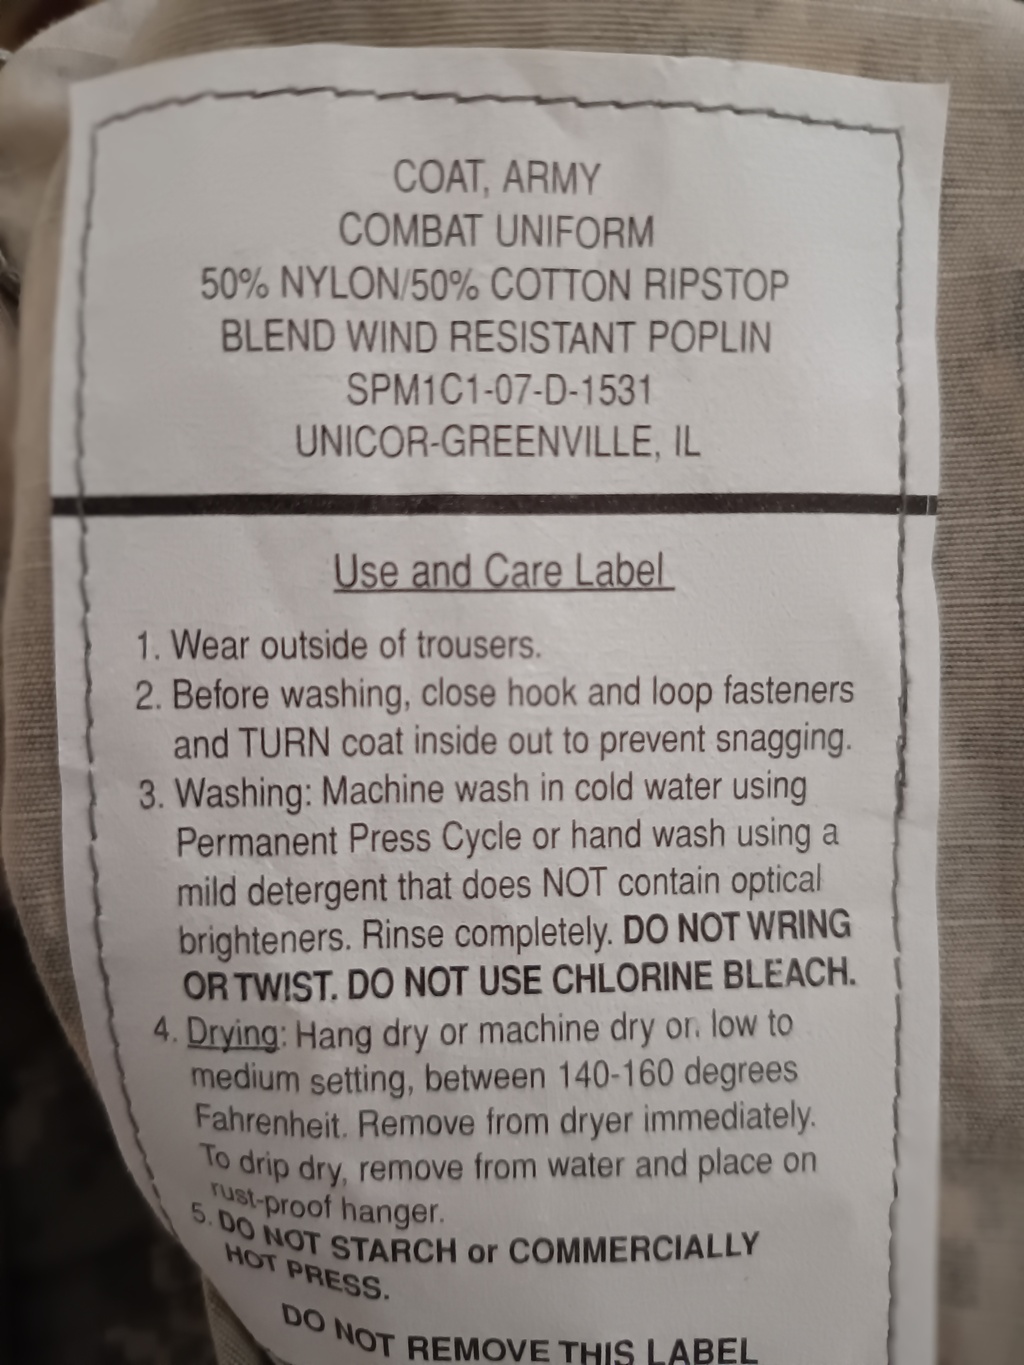 COAT, ARMY
COMBAT UNIFORM
50% NYLON/50% COTTON RIPSTOP
BLEND WIND RESISTANT POPLIN
SPM1C1-07-D-1531
UNICOR-GREENVILLE, IL
Use and Care Label
1. Wear outside of trousers.
2. Before washing, close hook and loop fasteners
and TURN coat inside out to prevent snagging.
3. Washing: Machine wash in cold water using
Permanent Press Cycle or hand wash using a
mild detergent that does NOT contain optical
brighteners. Rinse completely. DO NOT WRING
OR TWIST. DO NOT USE CHLORINE BLEACH.
4. Drying: Hang dry or machine dry on low to
medium setting, between 140-160 degrees
Fahrenheit. Remove from dryer immediately.
To drip dry, remove from water and place on
rust-proof hanger.
5. DO NOT STARCH or COMMERCIALLY
HOT PRESS.
DO NOT REMOVE THIS LABEL